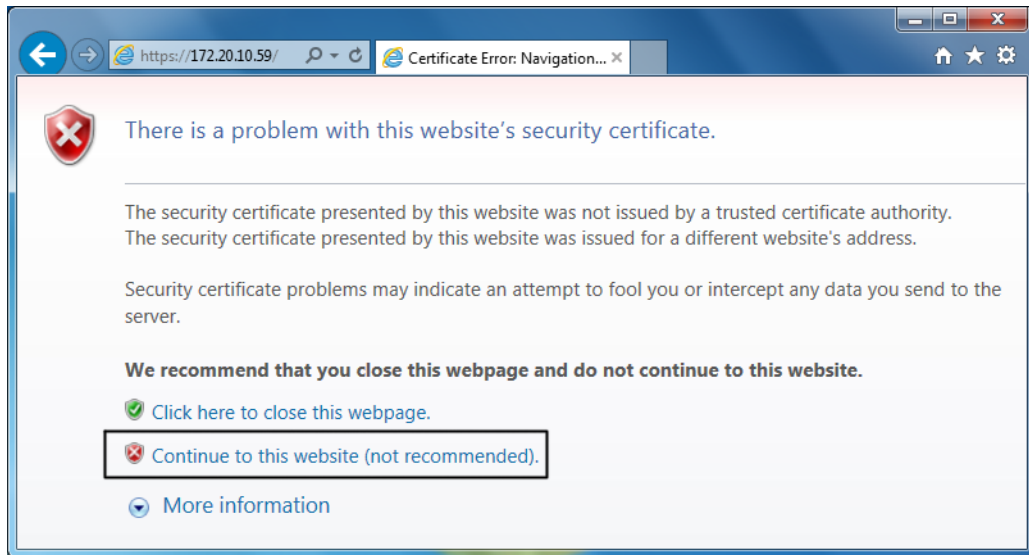 https://172.20.10.59/
Certificate Error: Navigation...
There is a problem with this website's security certificate.
The security certificate presented by this website was not issued by a trusted certificate authority.
The security certificate presented by this website was issued for a different website's address.
Security certificate problems may indicate an attempt to fool you or intercept any data you send to the
server.
We recommend that you close this webpage and do not continue to this website.
Click here to close this webpage.
Continue to this website (not recommended).
More information